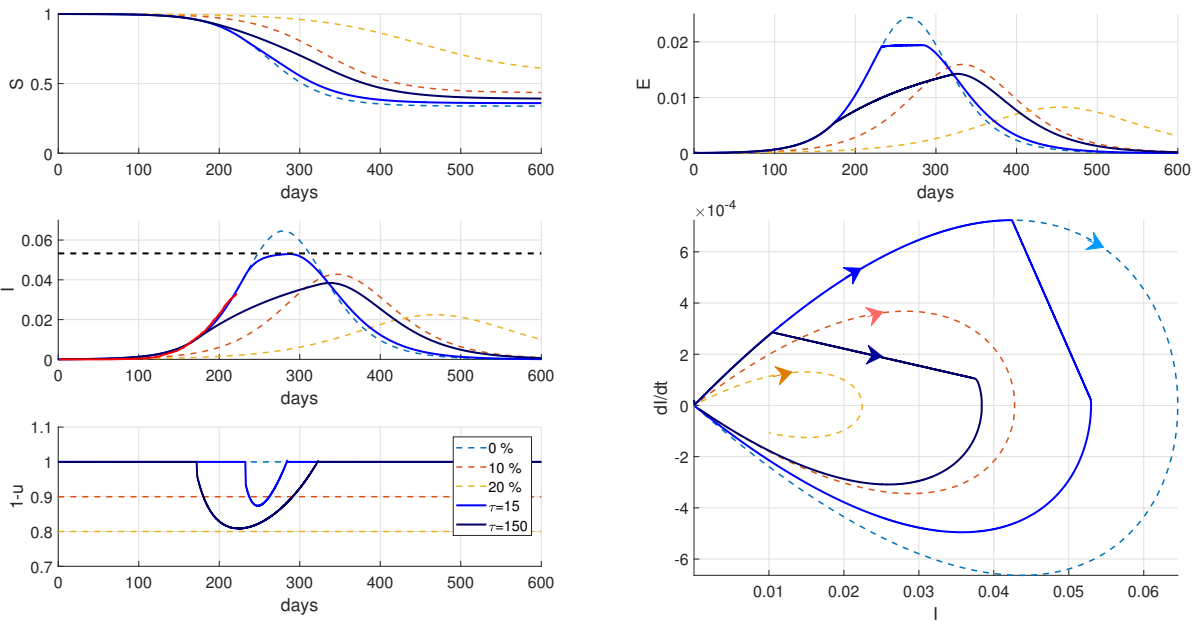 1
0.5
0
S
0 100 200 300 400 500 600
days
0.02
0.01
0
E
0 100 200 300 400 500 600
days
0.06
0.04
0.02
0
I
0 100 200 300 400 500 600
days
1.1
1
0.9
0.8
0.7
1-u
0 100 200 300 400 500 600
days
0 %
10 %
20 %
τ=15
τ=150
×10⁻⁴
6
4
2
0
-2
-4
-6
dI/dt
0.01 0.02 0.03 0.04 0.05 0.06
I